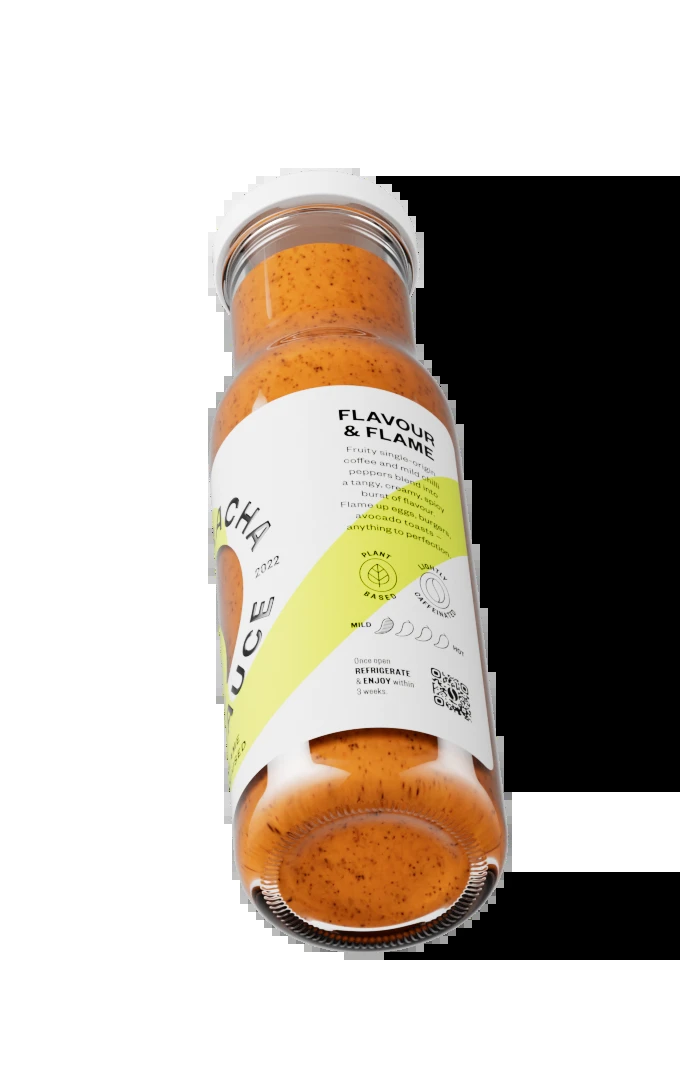 FLAVOUR
& FLAME
Fruity single-origin
coffee and mild chilli
peppers blend into
a tangy, creamy, spicy
burst of flavour.
Flame up eggs, burgers,
avocado toasts –
anything to perfection.
PLANT
BASED
LIGHTLY
CAFFEINATED
MILD
HOT
Once open
REFRIGERATE
& ENJOY within
3 weeks.
2022